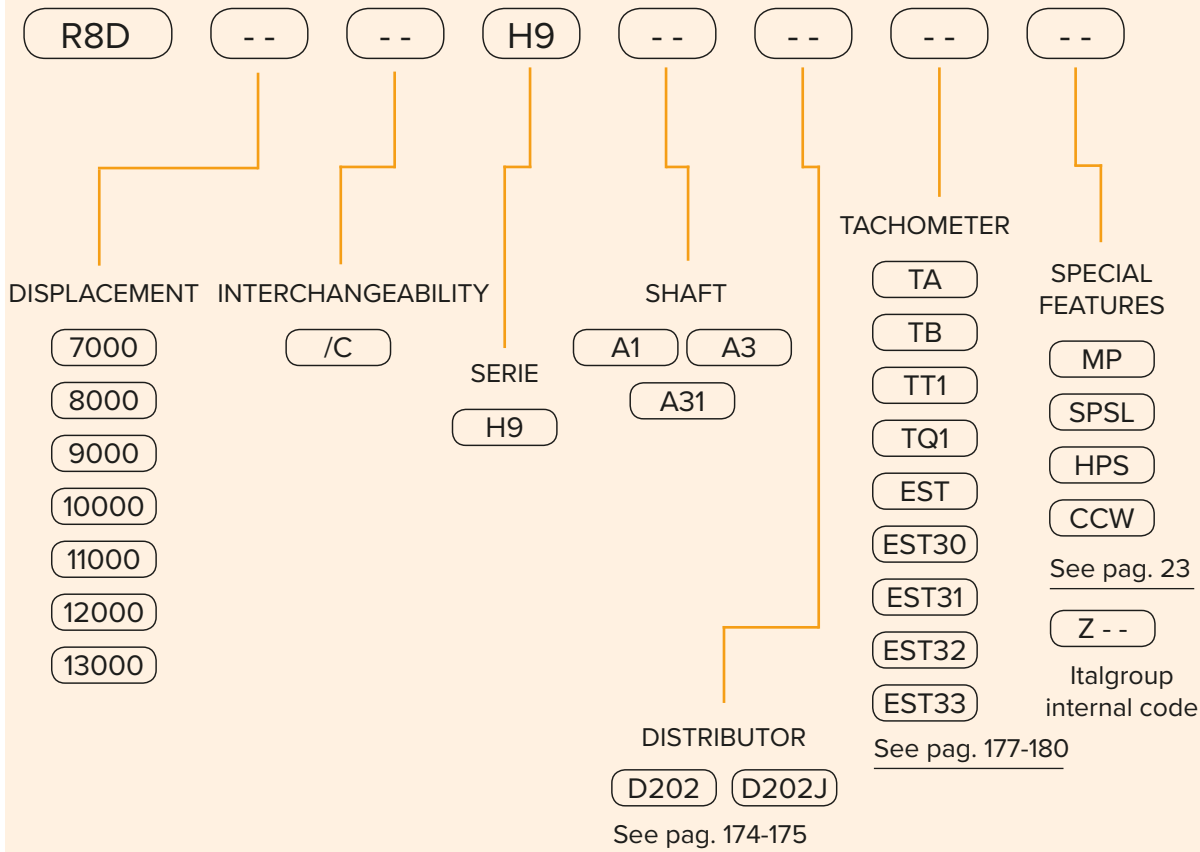 R8D -- -- H9 -- -- -- --
DISPLACEMENT
7000
8000
9000
10000
11000
12000
13000
INTERCHANGEABILITY
/C
SERIE
H9
SHAFT
A1 A3
A31
DISTRIBUTOR
D202 D202J
See pag. 174-175
TACHOMETER
TA
TB
TT1
TQ1
EST
EST30
EST31
EST32
EST33
See pag. 177-180
SPECIAL
FEATURES
MP
SPSL
HPS
CCW
See pag. 23
Z - -
Italgroup
internal code